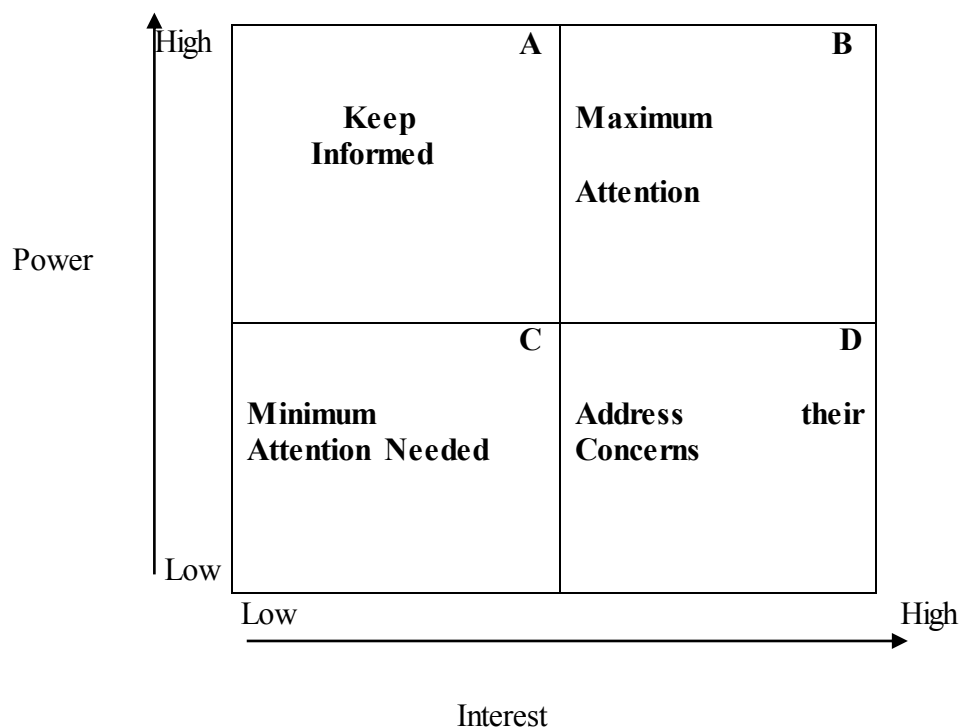 High
A
B
Keep
Informed
Maximum
Attention
Power
C
D
Minimum
Attention Needed
Address their
Concerns
Low
Low
High
Interest